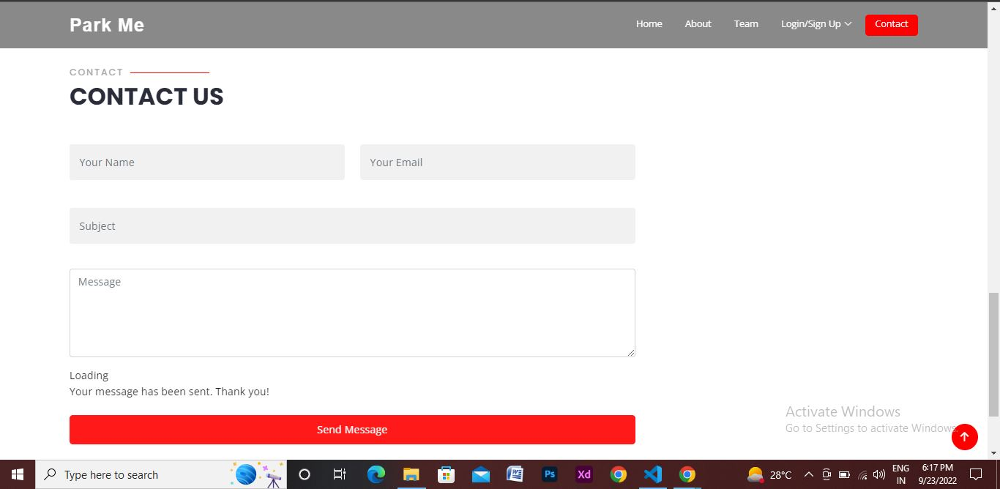 Park Me
Home About Team Login/Sign Up Contact
CONTACT
CONTACT US
Your Name Your Email
Subject
Message
Loading
Your message has been sent. Thank you!
Send Message
Activate Windows
Go to Settings to activate Windows.
Type here to search
Ps
Xd
28°C
ENG
IN
6:17 PM
9/23/2022